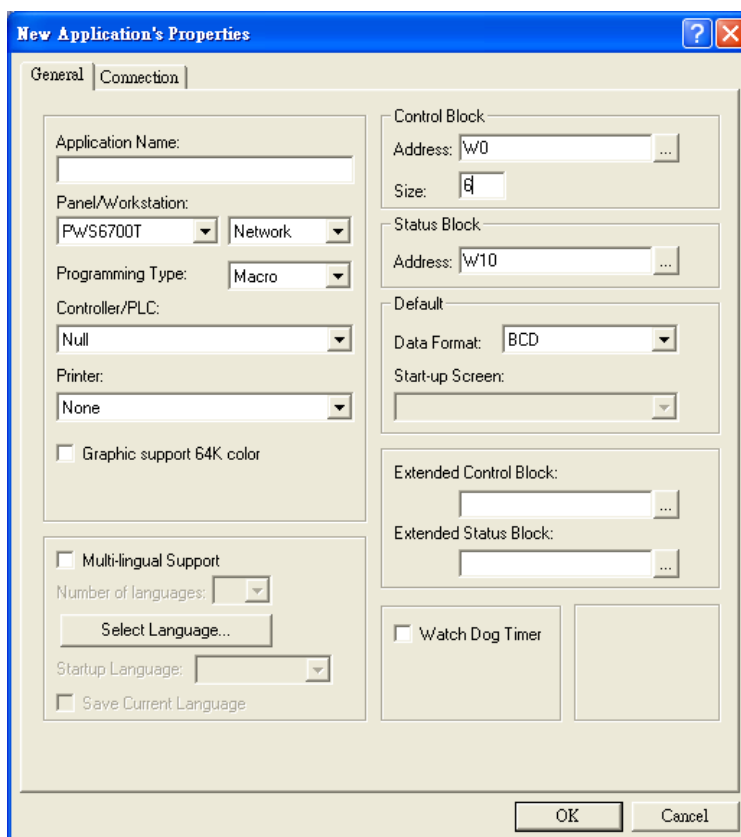 New Application's Properties
General
Connection
Application Name:
Panel/Workstation:
PWS6700T
Network
Programming Type:
Macro
Controller/PLC:
Null
Printer:
None
Graphic support 64K color
Multi-lingual Support
Number of languages:
Select Language...
Startup Language:
Save Current Language
Control Block
Address: W0
...
Size: 6
Status Block
Address: W10
...
Default
Data Format: BCD
Start-up Screen:
Extended Control Block:
...
Extended Status Block:
...
Watch Dog Timer
OK
Cancel